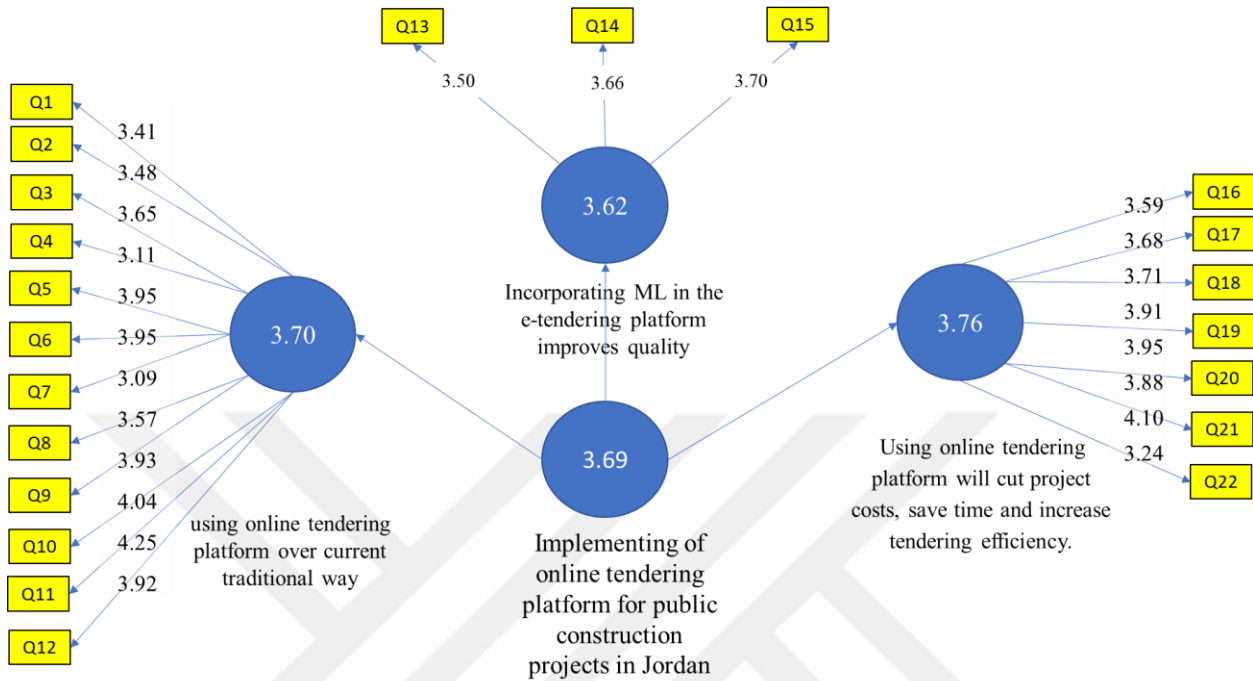 Q13
Q14
Q15
3.50
3.66
3.70
Q1
Q2
Q3
Q4
Q5
Q6
Q7
Q8
Q9
Q10
Q11
Q12
3.41
3.48
3.65
3.11
3.95
3.95
3.09
3.57
3.93
4.04
4.25
3.92
3.70
using online tendering
platform over current
traditional way
3.62
Incorporating ML in the
e-tendering platform
improves quality
3.69
Implementing of
online tendering
platform for public
construction
projects in Jordan
3.76
Using online tendering
platform will cut project
costs, save time and increase
tendering efficiency.
3.59
3.68
3.71
3.91
3.95
3.88
4.10
3.24
Q16
Q17
Q18
Q19
Q20
Q21
Q22